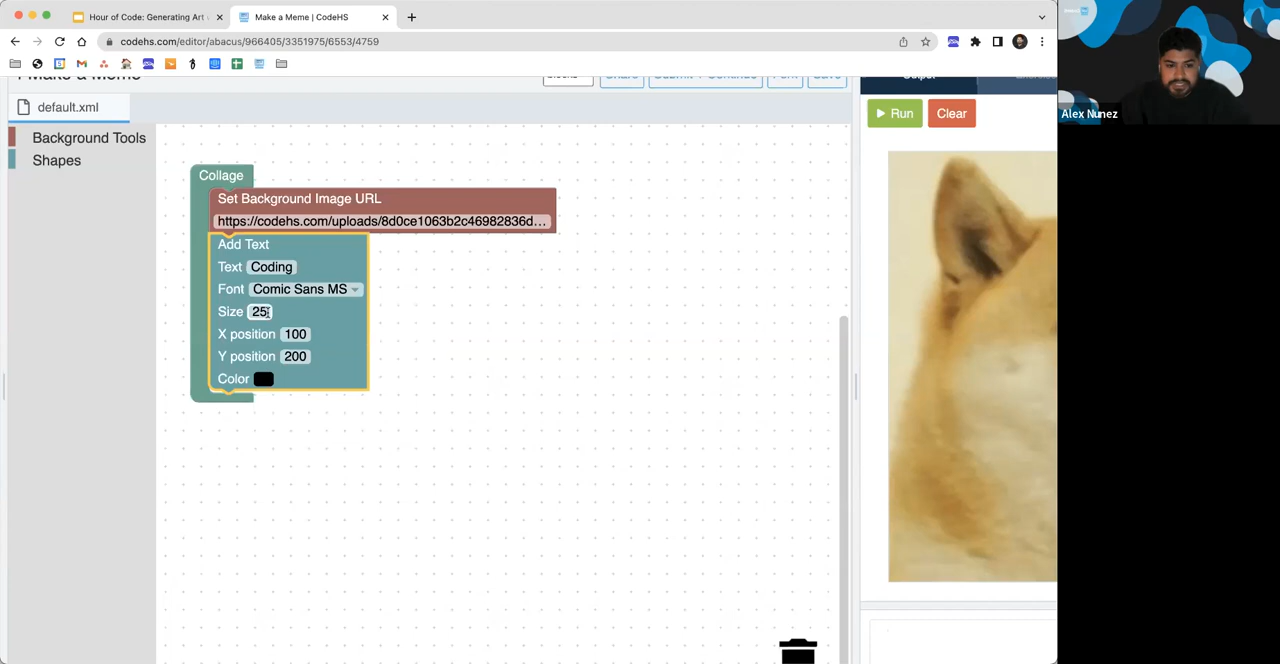 Hour of Code: Generating Art
Make a Meme | CodeHS
codehs.com/editor/abacus/966405/3351975/6553/4759
Make a Meme
default.xml
Background Tools
Shapes
Collage
Set Background Image URL
https://codehs.com/uploads/8d0ce1063b2c46982836d...
Add Text
Text Coding
Font Comic Sans MS
Size 25
X position 100
Y position 200
Color
Run
Clear
Alex Nunez